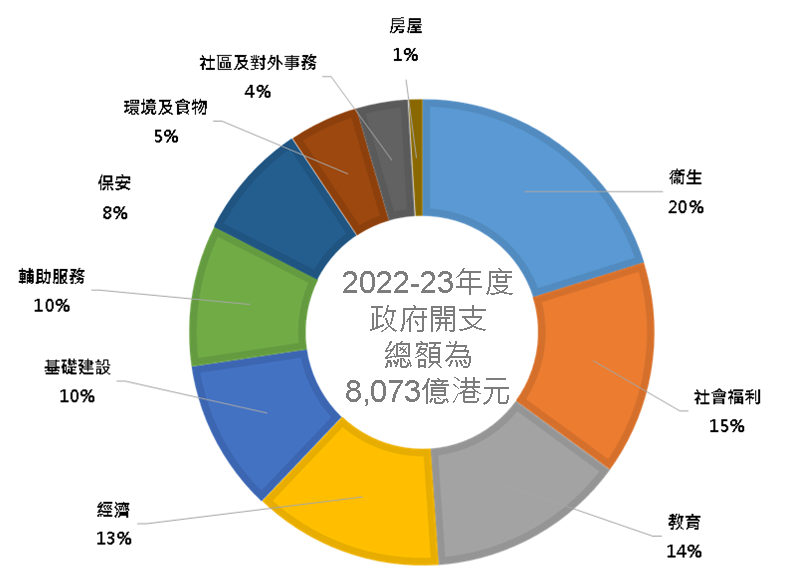 房屋
1%
社區及對外事務
4%
環境及食物
5%
保安
8%
輔助服務
10%
基礎建設
10%
經濟
13%
衞生
20%
社會福利
15%
教育
14%
2022-23年度
政府開支
總額為
8,073億港元